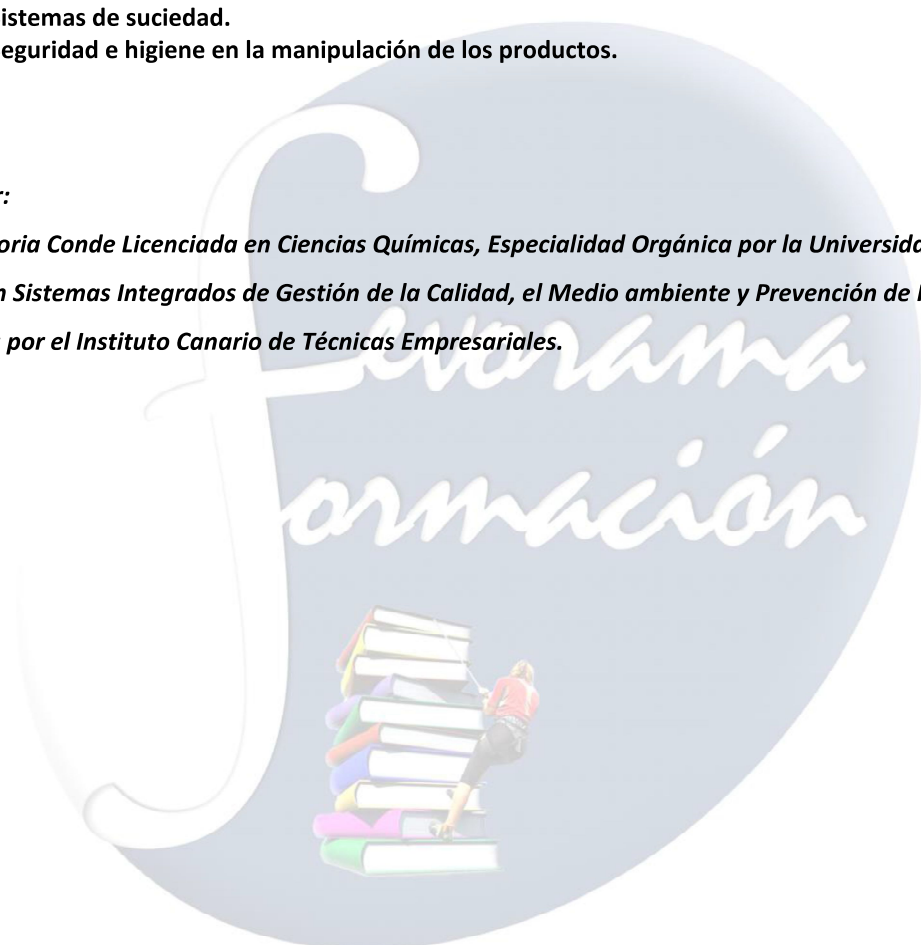 istemas de suciedad.
eguridad e higiene en la manipulación de los productos.
r:
oria Conde Licenciada en Ciencias Químicas, Especialidad Orgánica por la Universida
n Sistemas Integrados de Gestión de la Calidad, el Medio ambiente y Prevención de
por el Instituto Canario de Técnicas Empresariales.
fevorama
formación